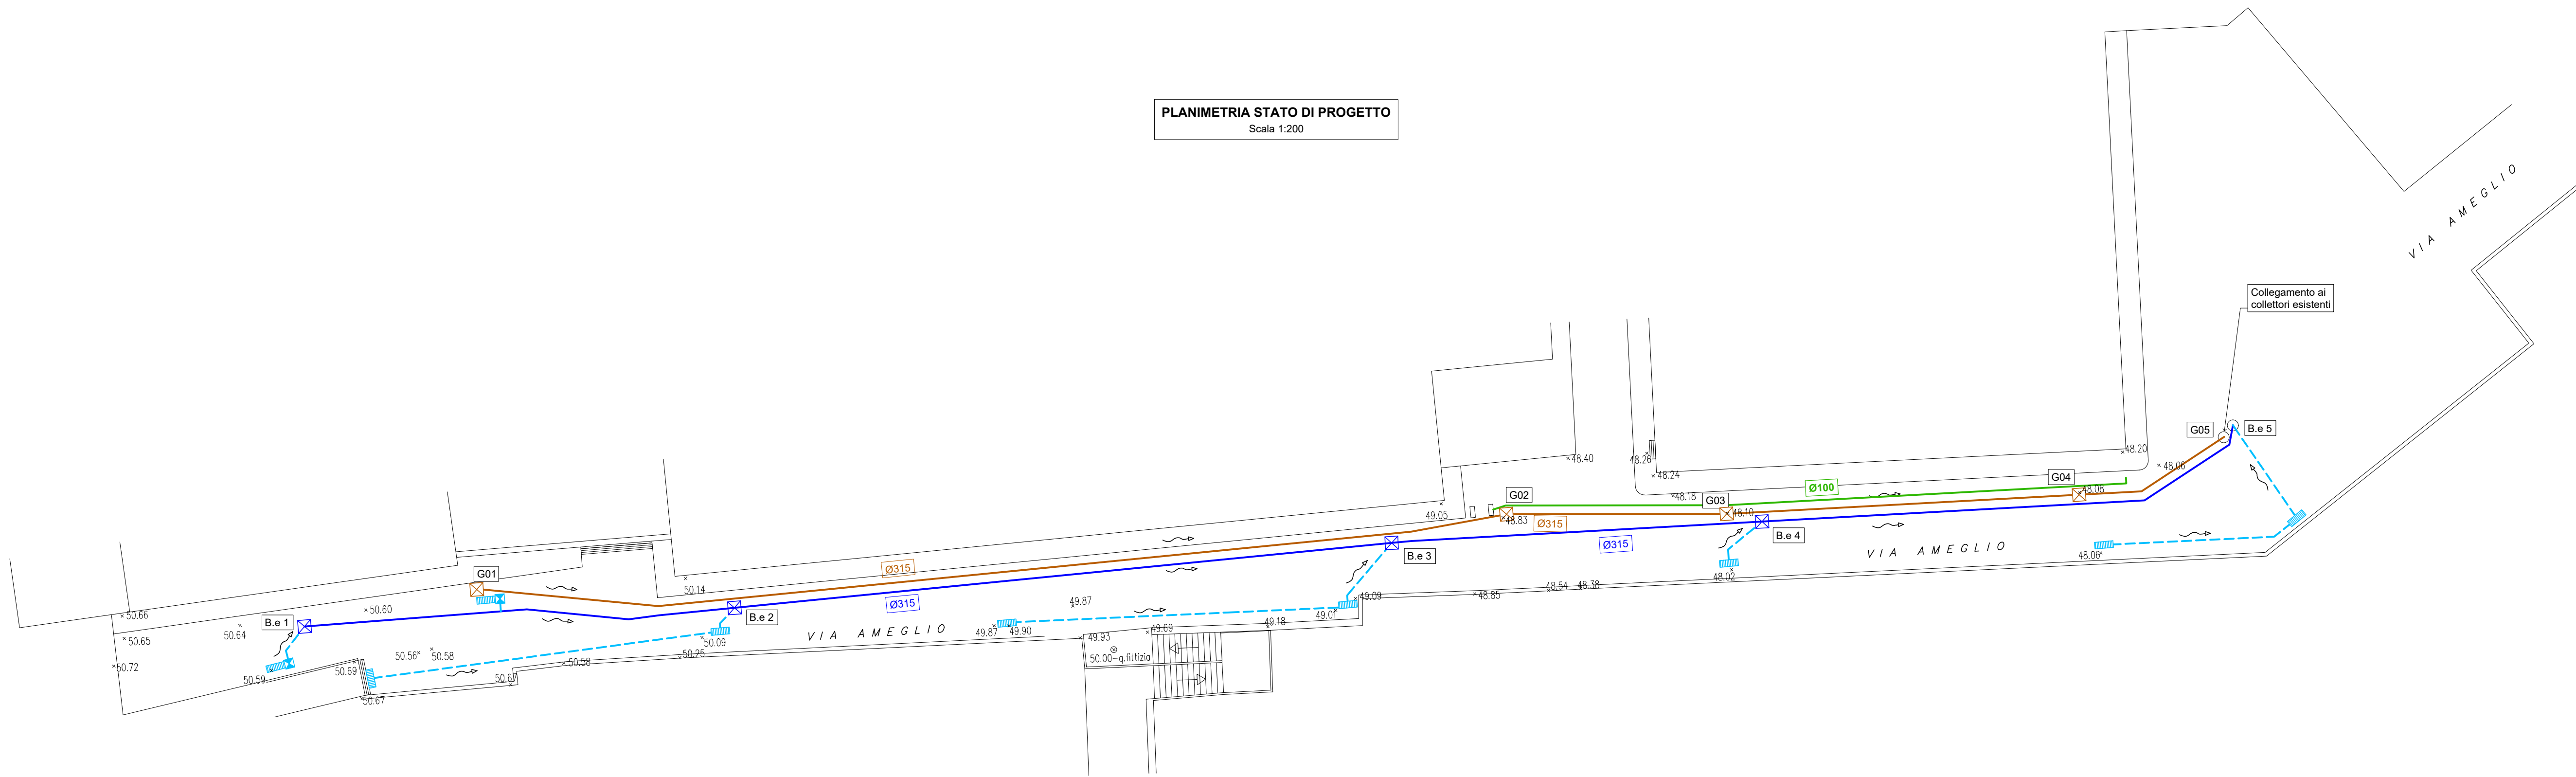 PLANIMETRIA STATO DI PROGETTO
Scala 1:200
VIA AMEGLIO
Collegamento ai
collettori esistenti
G05
B.e 5
48.20
48.06
48.40
48.26
48.24
48.18
G04
48.08
Ø100
G03
48.10
G02
48.83
49.05
Ø315
B.e 4
Ø315
B.e 3
VIA AMEGLIO
48.06
48.02
48.38
48.54
48.85
49.09
49.01
49.18
49.69
49.87
49.87
49.90
49.93
50.00-q.fittizia
Ø315
Ø315
G01
50.14
B.e 2
VIA AMEGLIO
50.09
50.25
50.58
50.67
50.60
B.e 1
50.66
50.65
50.64
50.72
50.56
50.58
50.69
50.59
50.67